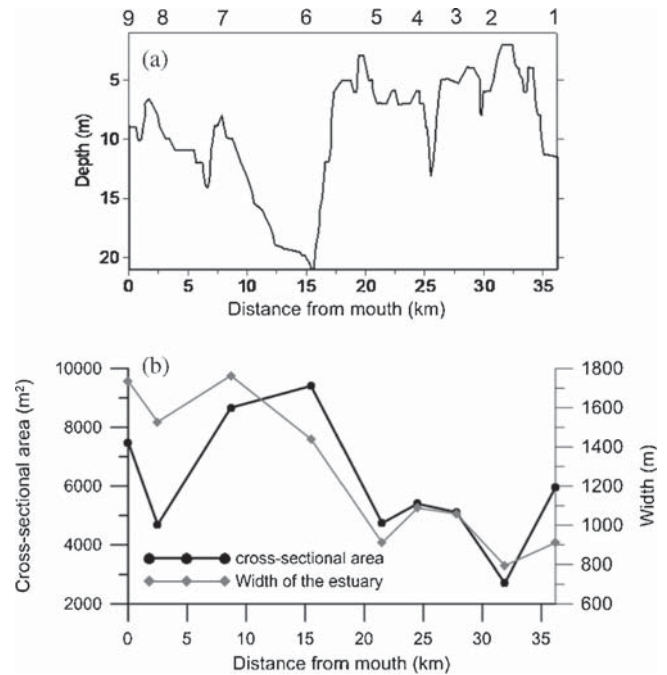 9 8 7 6 5 4 3 2 1
(a)
Depth (m)
5
10
15
20
0 5 10 15 20 25 30 35
Distance from mouth (km)
(b)
Cross-sectional area (m²)
10000
8000
6000
4000
2000
Width (m)
1800
1600
1400
1200
1000
800
600
cross-sectional area
Width of the estuary
0 5 10 15 20 25 30 35
Distance from mouth (km)